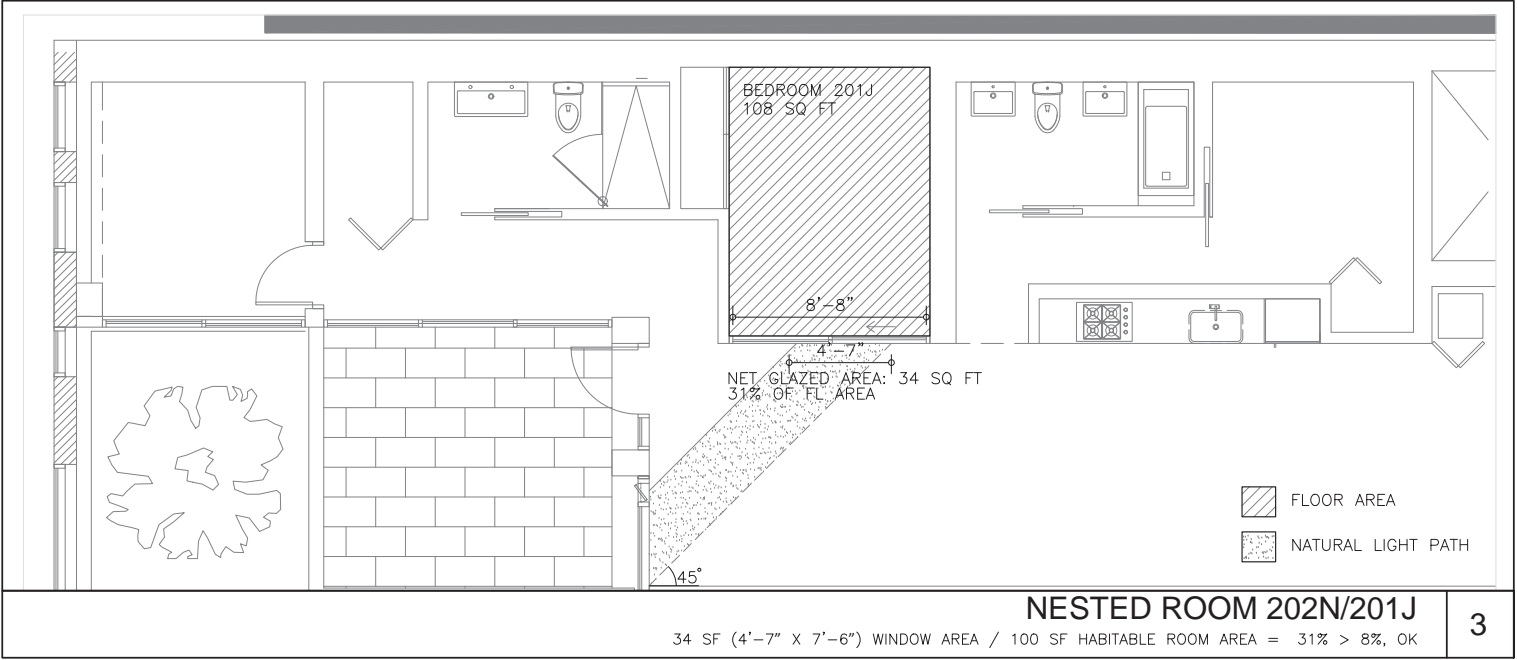 BEDROOM 201J
108 SQ FT
8'-8"
4'-7"
NET GLAZED AREA: 34 SQ FT
31% OF FL AREA
FLOOR AREA
NATURAL LIGHT PATH
45°
NESTED ROOM 202N/201J
3
34 SF (4'-7" X 7'-6") WINDOW AREA / 100 SF HABITABLE ROOM AREA = 31% > 8%, OK